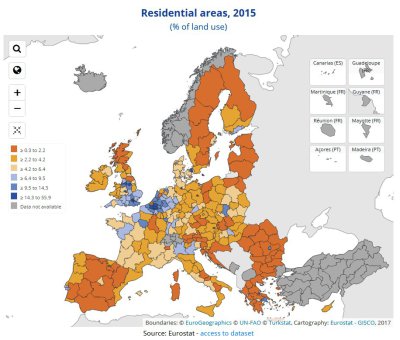 Residential areas, 2015
(% of land use)
Canarias (ES)
Guadeloupe (FR)
Martinique (FR)
Guyane (FR)
Réunion (FR)
Mayotte (FR)
Açores (PT)
Madeira (PT)
≥ 0.3 to 2.2
≥ 2.2 to 4.2
≥ 4.2 to 6.4
≥ 6.4 to 9.5
≥ 9.5 to 14.3
≥ 14.3 to 55.9
Data not available
Boundaries: © EuroGeographics © UN-FAO © Turkstat, Cartography: Eurostat - GISCO, 2017
Source: Eurostat - access to dataset